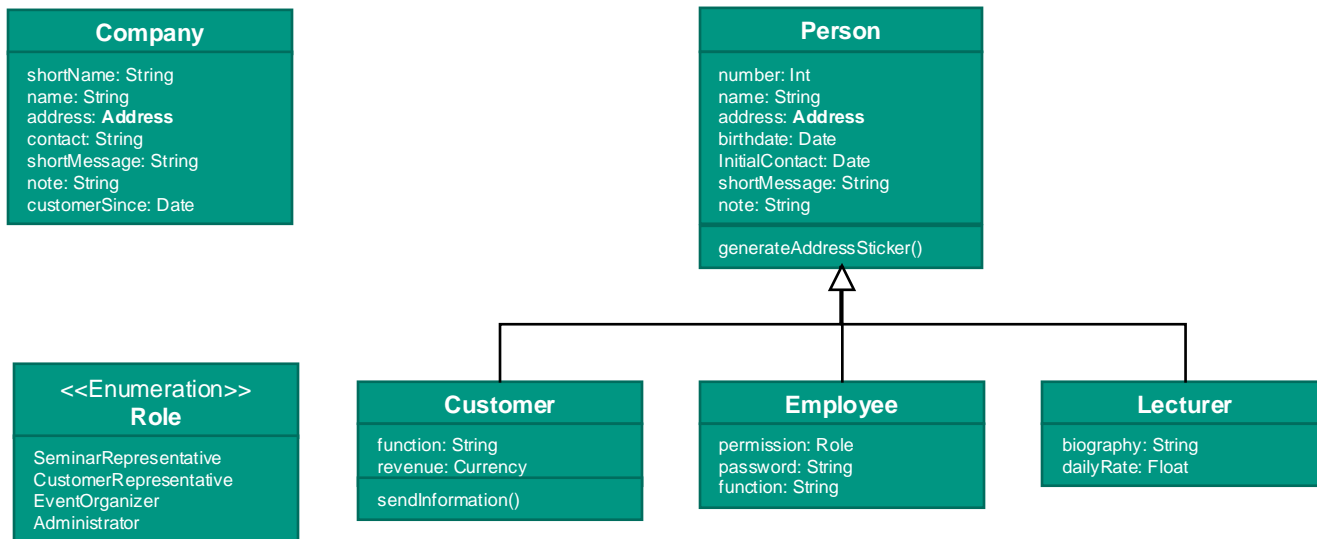 Company
shortName: String
name: String
address: Address
contact: String
shortMessage: String
note: String
customerSince: Date
Person
number: Int
name: String
address: Address
birthdate: Date
InitialContact: Date
shortMessage: String
note: String
generateAddressSticker()
<<Enumeration>>
Role
SeminarRepresentative
CustomerRepresentative
EventOrganizer
Administrator
Customer
function: String
revenue: Currency
sendInformation()
Employee
permission: Role
password: String
function: String
Lecturer
biography: String
dailyRate: Float